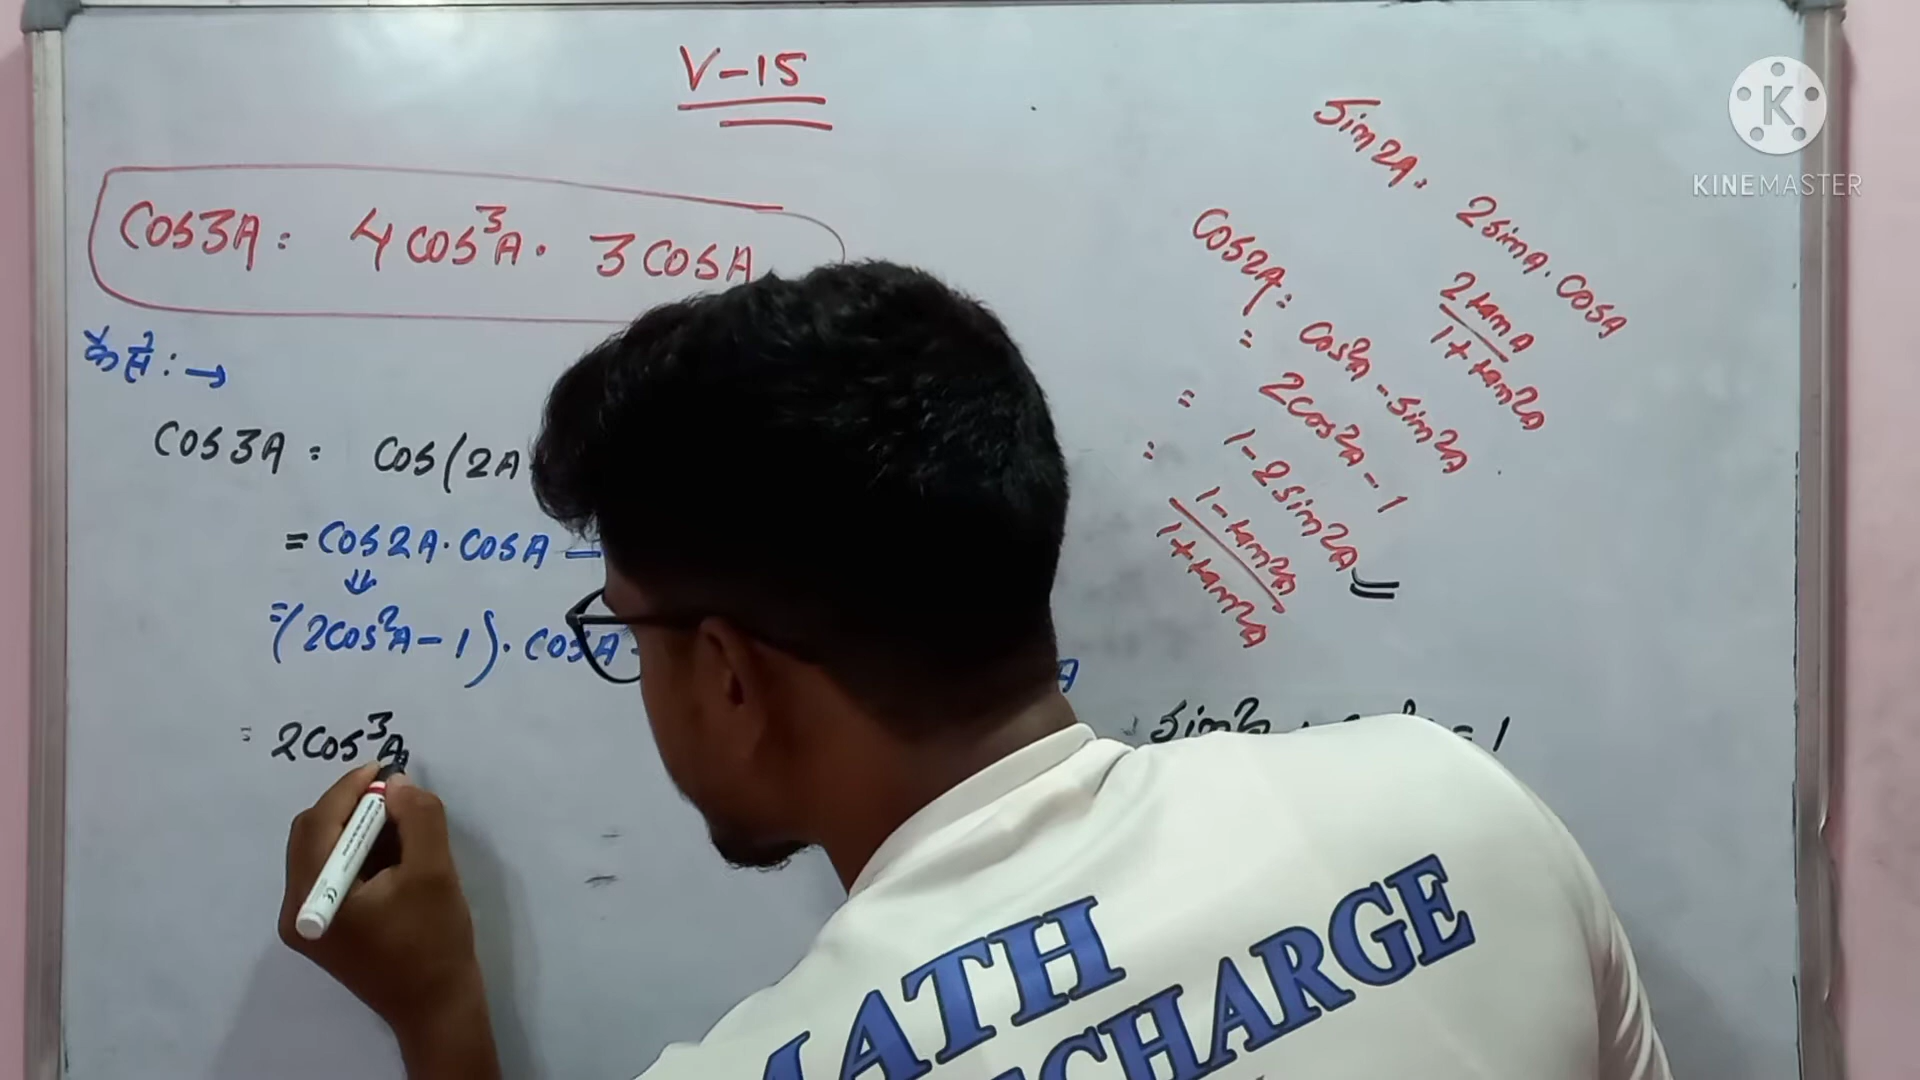 V-15
Cos3A = 4cos³A - 3cosA
कैसे :→
Cos3A = Cos(2A
= Cos2A·CosA —
= (2Cos²A - 1)·CosA -
= 2Cos³A
Sin2A = 2sinA·CosA
2tanA
1+tan²A
Cos2A = Cos²A - Sin²A
= 2Cos²A - 1
= 1 - 2Sin²A
= 1-tan²A
1+tan²A
A
= 1
MATH
CHARGE
K
KINEMASTER